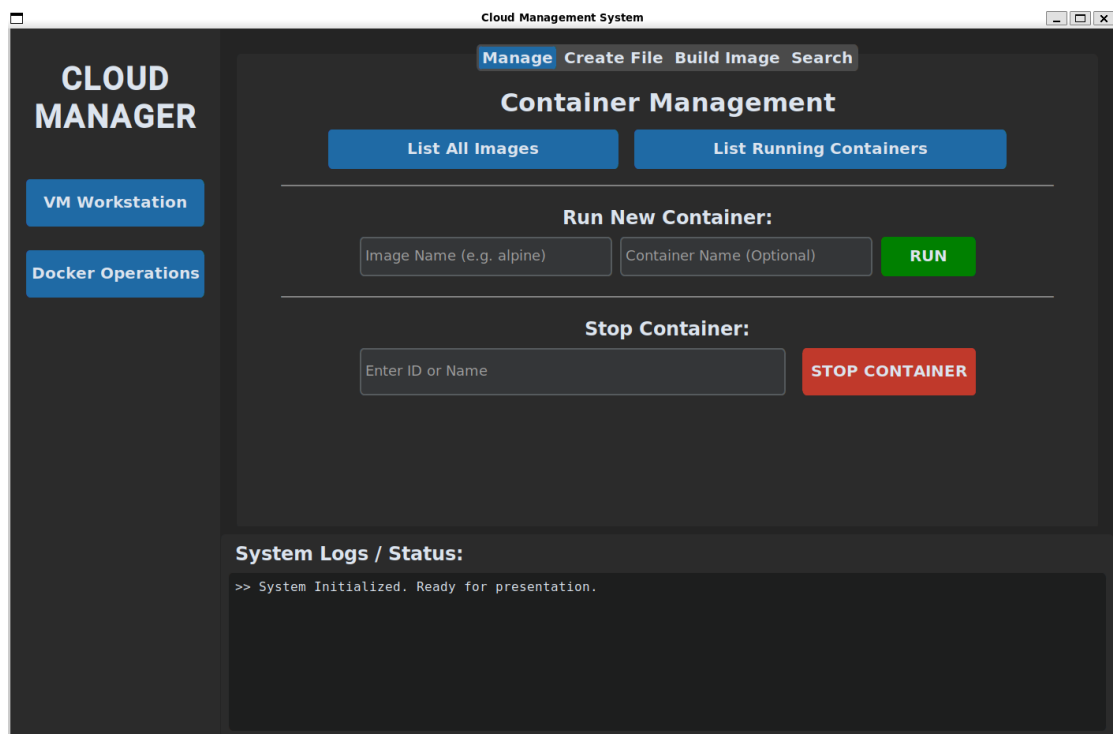 Cloud Management System
CLOUD
MANAGER
VM Workstation
Docker Operations
Manage Create File Build Image Search
Container Management
List All Images List Running Containers
Run New Container:
Image Name (e.g. alpine) Container Name (Optional) RUN
Stop Container:
Enter ID or Name STOP CONTAINER
System Logs / Status:
>> System Initialized. Ready for presentation.